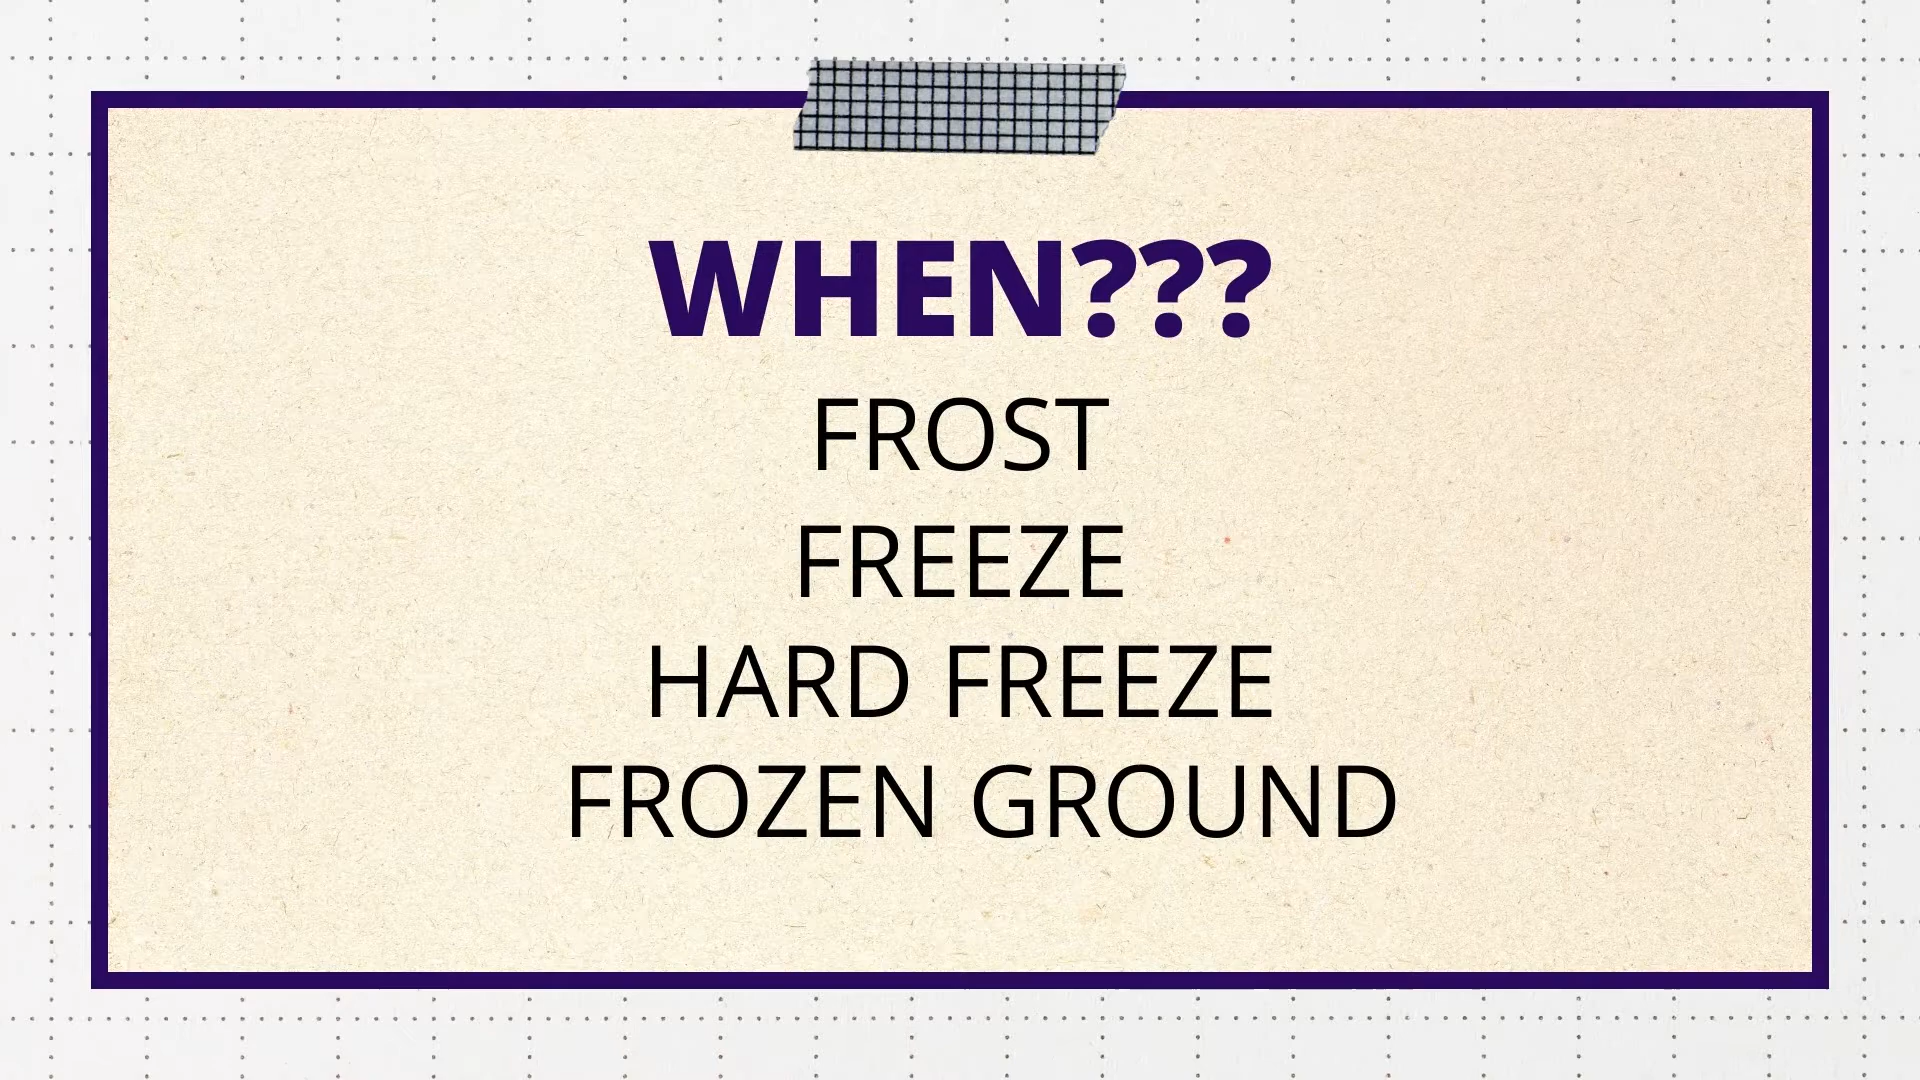 WHEN???
FROST
FREEZE
HARD FREEZE
FROZEN GROUND